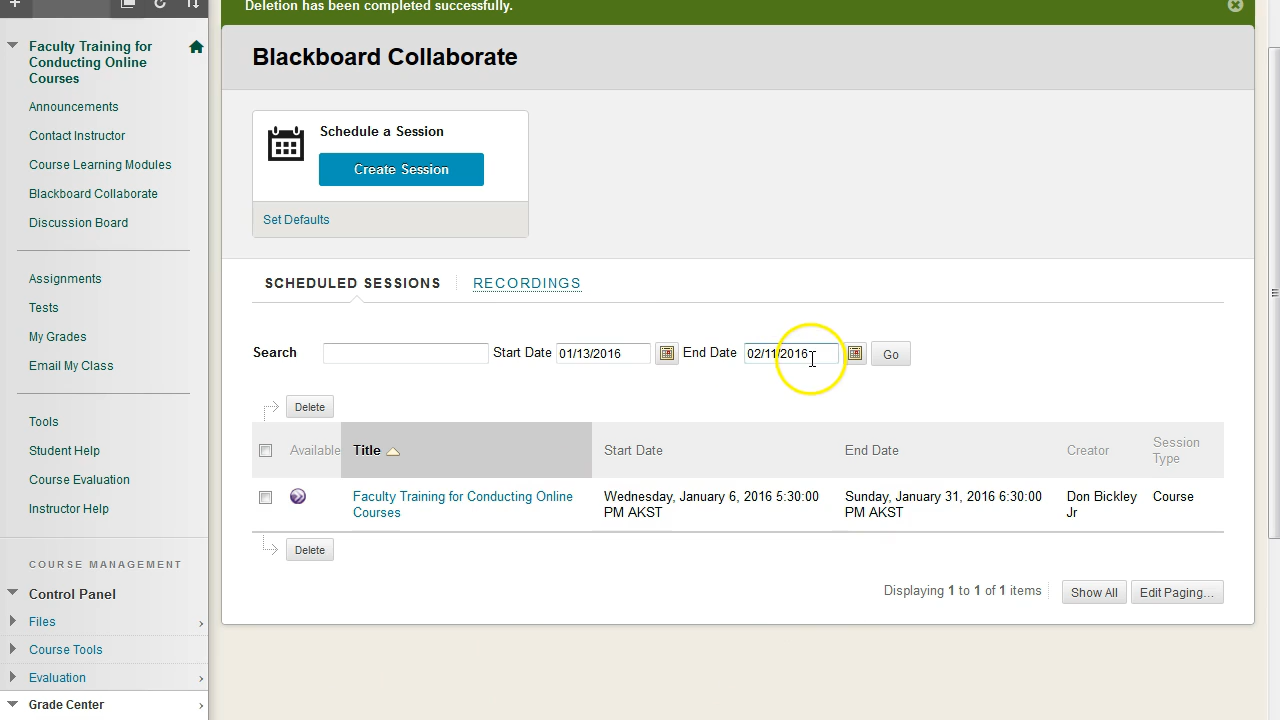 Deletion has been completed successfully.
Faculty Training for
Conducting Online
Courses
Announcements
Contact Instructor
Course Learning Modules
Blackboard Collaborate
Discussion Board
Assignments
Tests
My Grades
Email My Class
Tools
Student Help
Course Evaluation
Instructor Help
COURSE MANAGEMENT
Control Panel
Files
Course Tools
Evaluation
Grade Center
Blackboard Collaborate
Schedule a Session
Create Session
Set Defaults
SCHEDULED SESSIONS RECORDINGS
Search Start Date 01/13/2016 End Date 02/11/2016 Go
Delete
Available Title Start Date End Date Creator Session
Type
Faculty Training for Conducting Online Wednesday, January 6, 2016 5:30:00 Sunday, January 31, 2016 6:30:00 Don Bickley Course
Courses PM AKST PM AKST Jr
Delete
Displaying 1 to 1 of 1 items Show All Edit Paging...